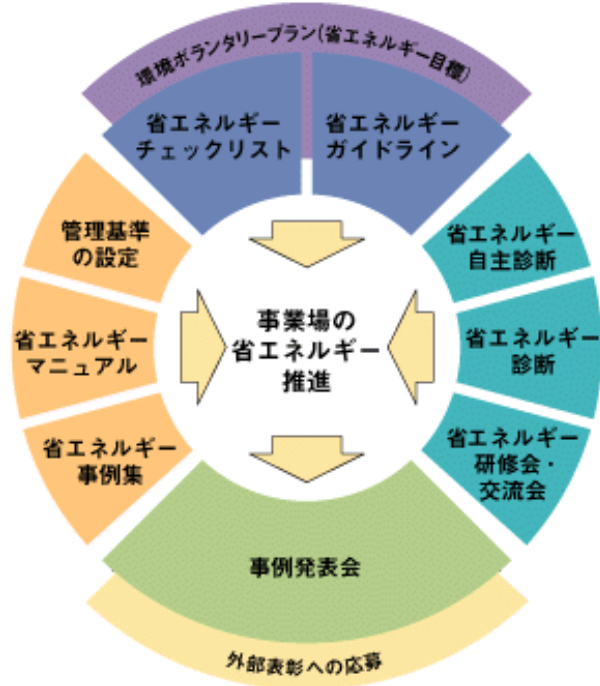 環境ボランタリープラン(省エネルギー目標)
省エネルギー
チェックリスト
省エネルギー
ガイドライン
管理基準
の設定
省エネルギー
自主診断
省エネルギー
マニュアル
事業場の
省エネルギー
推進
省エネルギー
診断
省エネルギー
事例集
省エネルギー
研修会・
交流会
事例発表会
外部表彰への応募